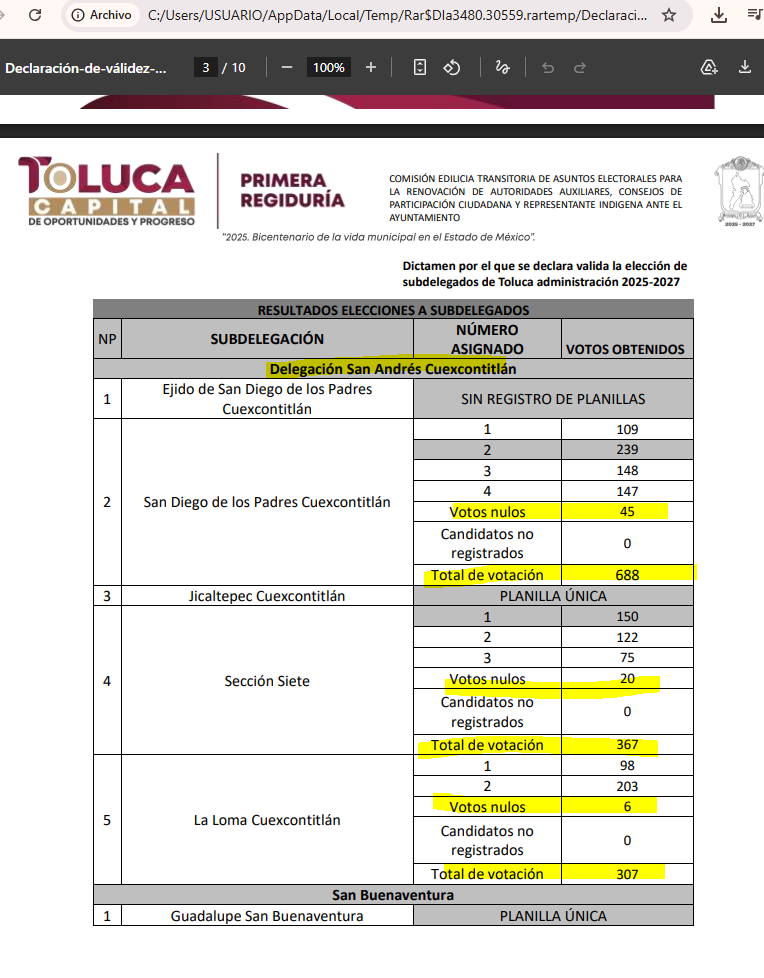 Archivo
C:/Users/USUARIO/AppData/Local/Temp/Rar$DIa3480.30559.rartemp/Declaraci...
Declaración-de-válidez-...
3 / 10
100%
TOLUCA
CAPITAL
DE OPORTUNIDADES Y PROGRESO
PRIMERA
REGIDURÍA
COMISIÓN EDILICIA TRANSITORIA DE ASUNTOS ELECTORALES PARA
LA RENOVACIÓN DE AUTORIDADES AUXILIARES, CONSEJOS DE
PARTICIPACIÓN CIUDADANA Y REPRESENTANTE INDIGENA ANTE EL
AYUNTAMIENTO
2025 - 2027
"2025. Bicentenario de la vida municipal en el Estado de México".
Dictamen por el que se declara valida la elección de
subdelegados de Toluca administración 2025-2027
RESULTADOS ELECCIONES A SUBDELEGADOS
NP SUBDELEGACIÓN NÚMERO ASIGNADO VOTOS OBTENIDOS
Delegación San Andrés Cuexcontitlán
1 Ejido de San Diego de los Padres Cuexcontitlán SIN REGISTRO DE PLANILLAS
2 San Diego de los Padres Cuexcontitlán
1 109
2 239
3 148
4 147
Votos nulos 45
Candidatos no registrados 0
Total de votación 688
3 Jicaltepec Cuexcontitlán PLANILLA ÚNICA
4 Sección Siete
1 150
2 122
3 75
Votos nulos 20
Candidatos no registrados 0
Total de votación 367
5 La Loma Cuexcontitlán
1 98
2 203
Votos nulos 6
Candidatos no registrados 0
Total de votación 307
San Buenaventura
1 Guadalupe San Buenaventura PLANILLA ÚNICA